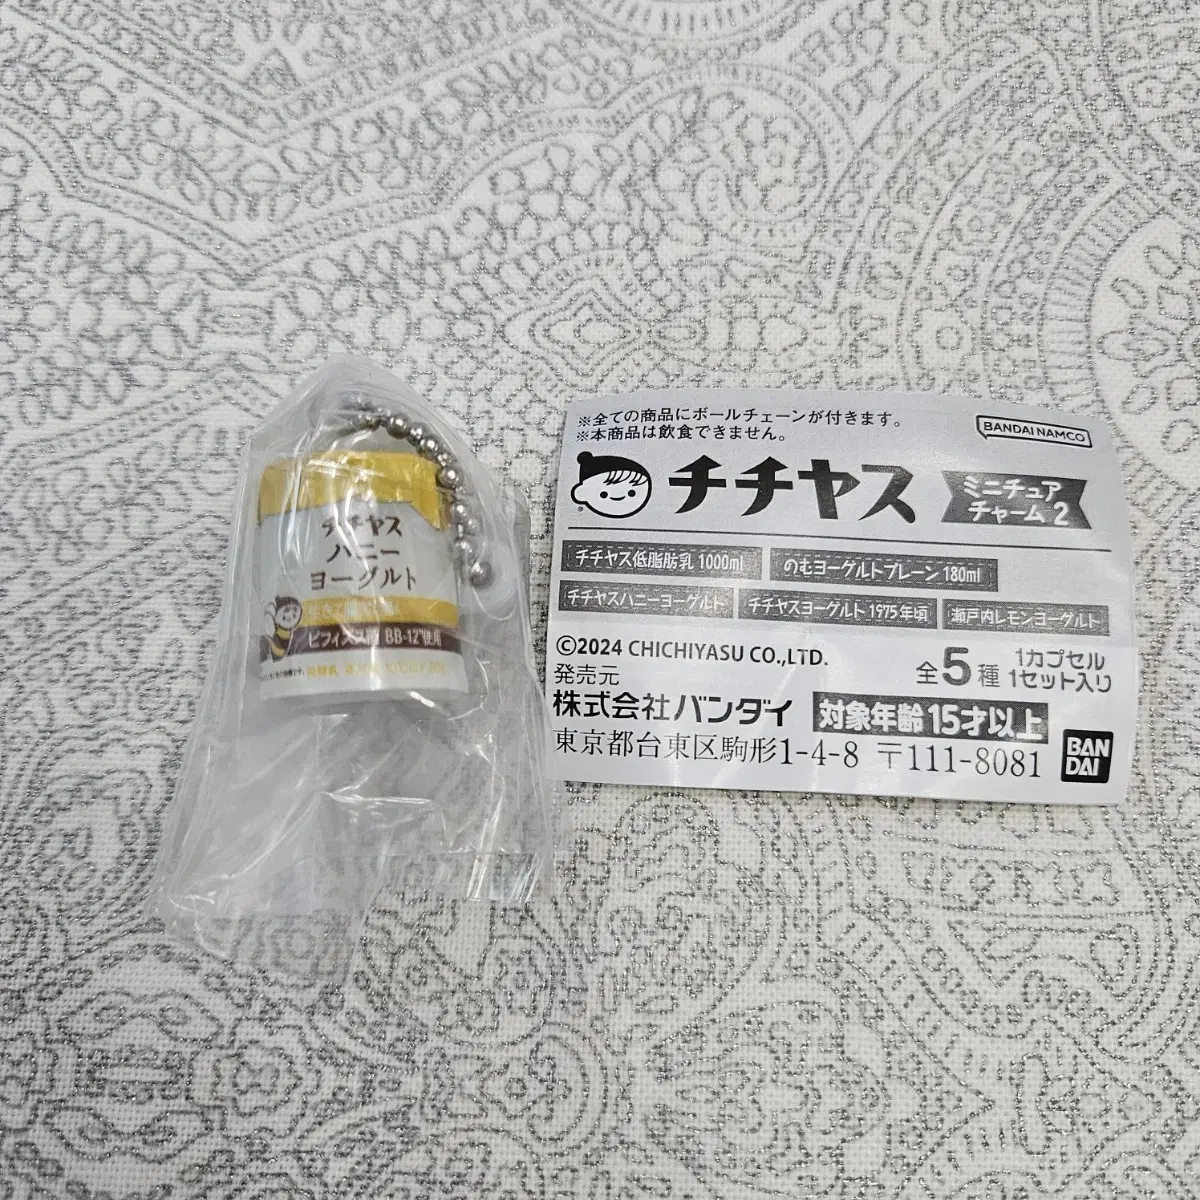 チチヤス
ハニー
ヨーグルト
ビフィズス菌 BB-12 使用
※全ての商品にボールチェーンが付きます。
※本商品は飲食できません。
BANDAI NAMCO
チチヤス
ミニチュア
チャーム2
チチヤス低脂肪乳 1000ml
のむヨーグルトプレーン 180ml
チチヤスハニーヨーグルト
チチヤスヨーグルト 1975年頃
瀬戸内レモンヨーグルト
©2024 CHICHIYASU CO.,LTD.
全5種
1カプセル
1セット入り
発売元
株式会社バンダイ
対象年齢15才以上
東京都台東区駒形1-4-8 〒111-8081
BAN
DAI